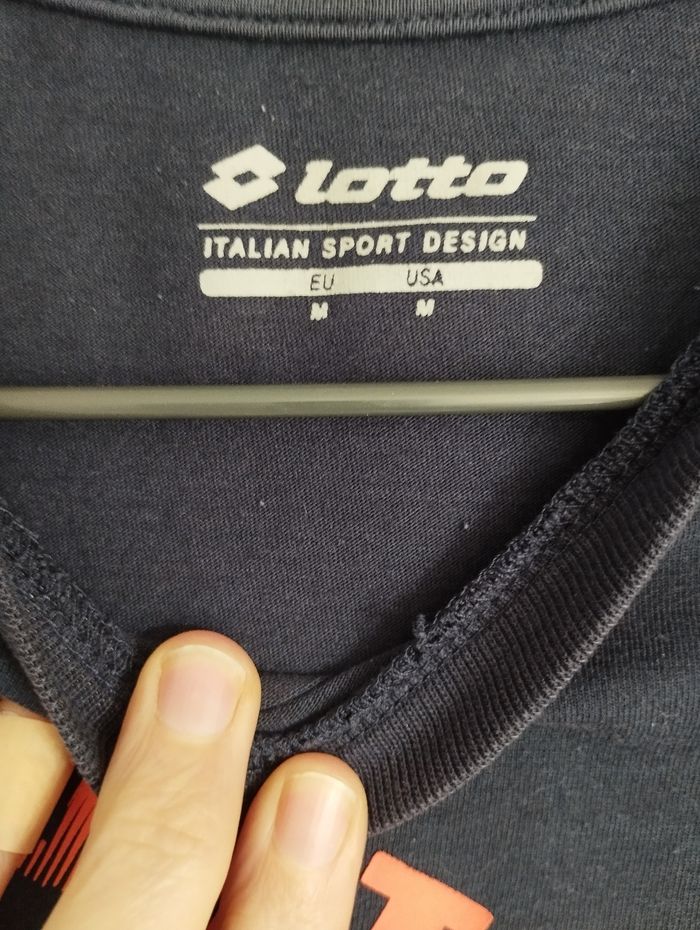 lotto
ITALIAN SPORT DESIGN
EU USA
M M